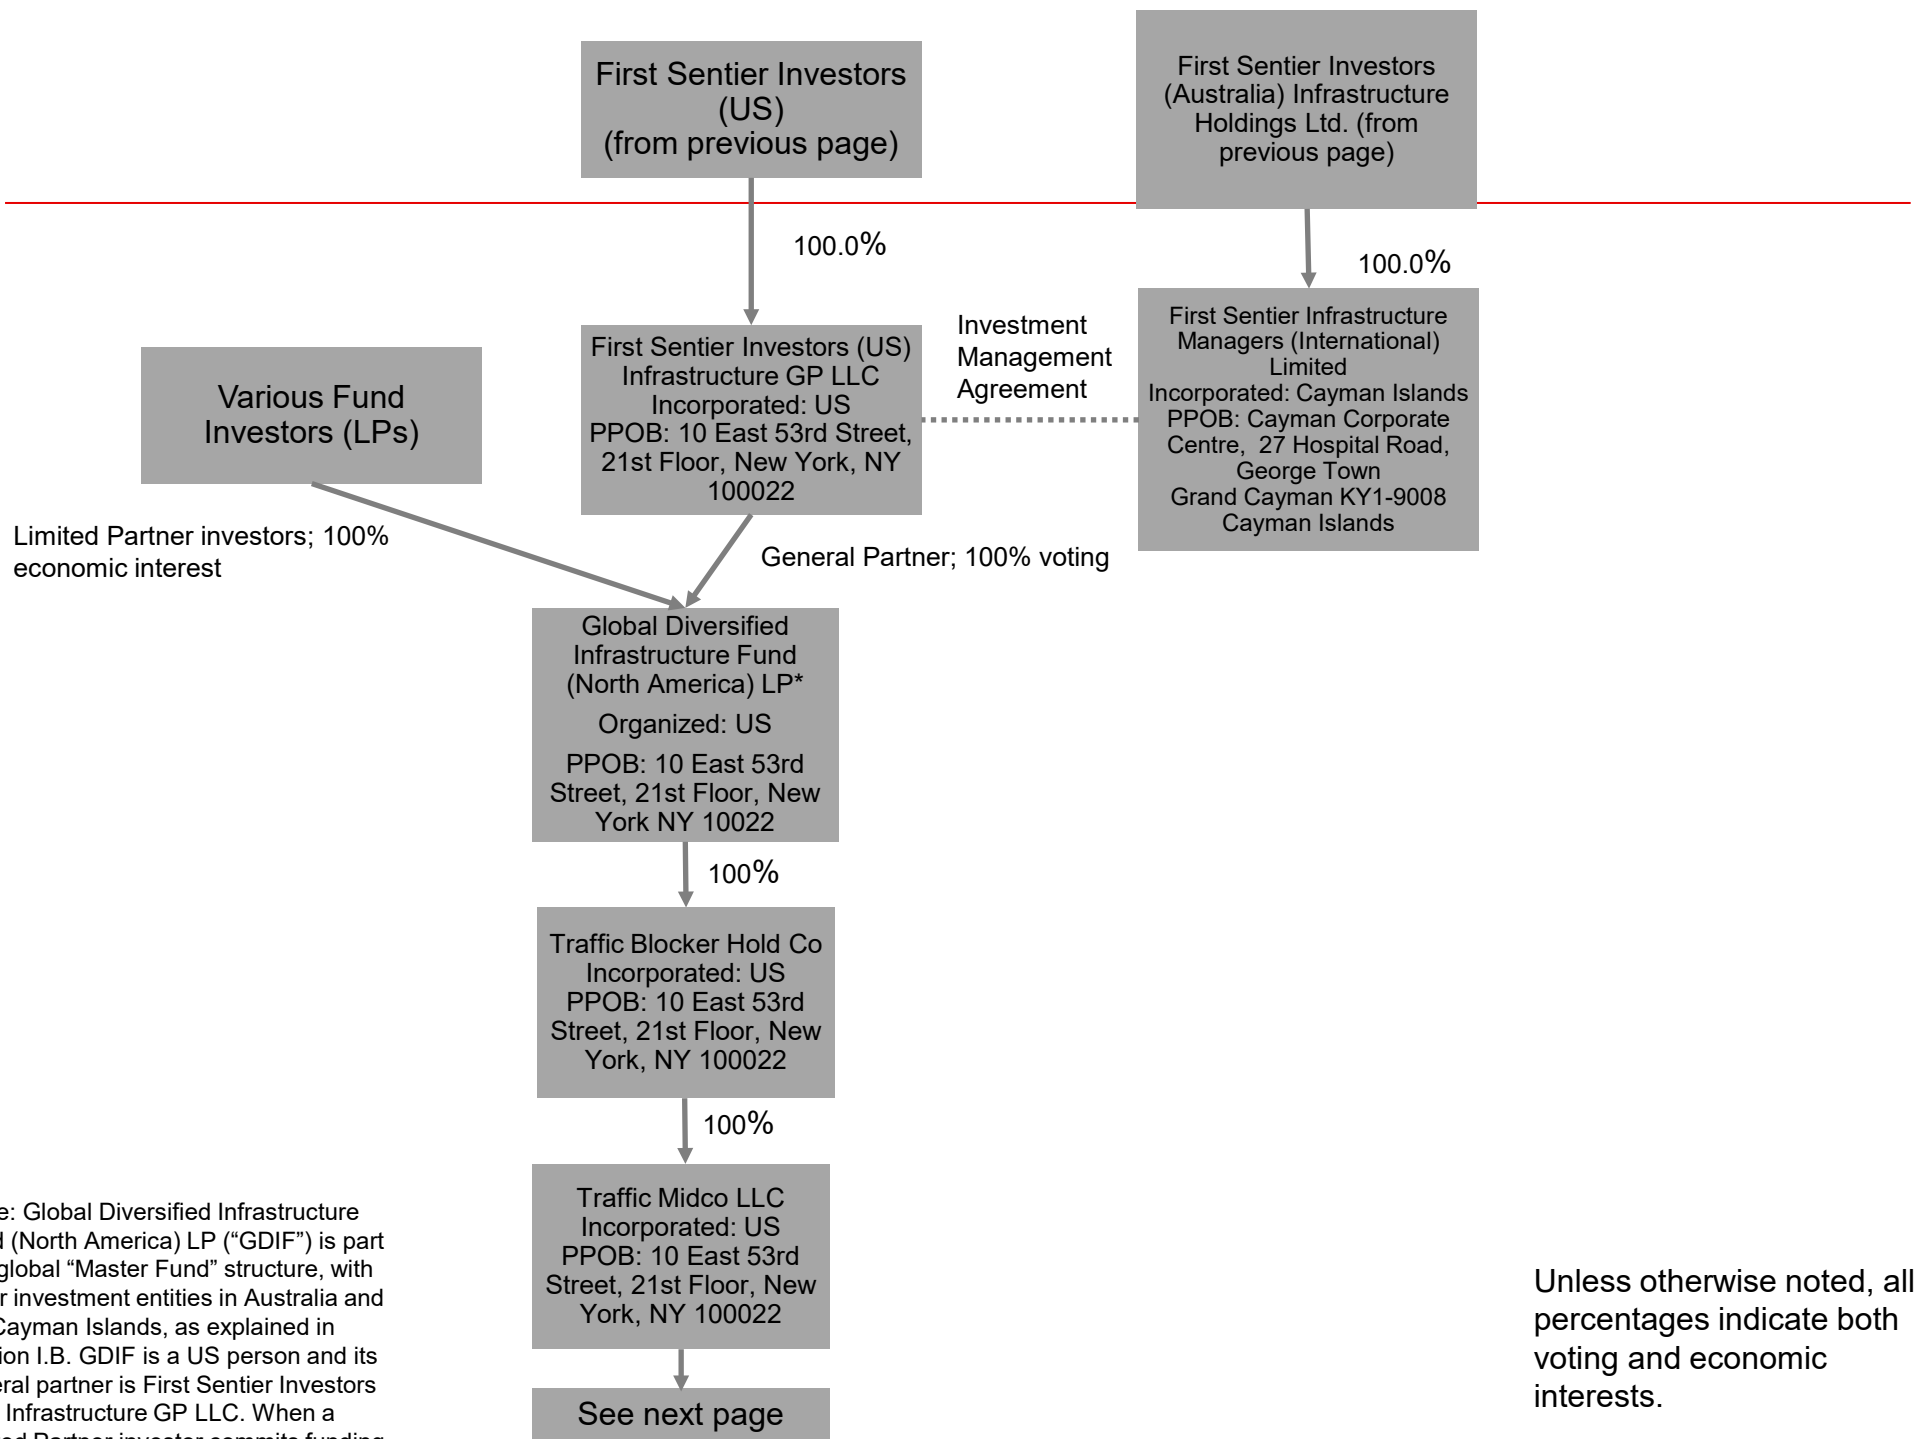 First Sentier Investors
(US)
(from previous page)
First Sentier Investors
(Australia) Infrastructure
Holdings Ltd. (from
previous page)
100.0%
100.0%
Various Fund
Investors (LPs)
First Sentier Investors (US)
Infrastructure GP LLC
Incorporated: US
PPOB: 10 East 53rd Street,
21st Floor, New York, NY
100022
Investment
Management
Agreement
First Sentier Infrastructure
Managers (International)
Limited
Incorporated: Cayman Islands
PPOB: Cayman Corporate
Centre, 27 Hospital Road,
George Town
Grand Cayman KY1-9008
Cayman Islands
Limited Partner investors; 100%
economic interest
General Partner; 100% voting
Global Diversified
Infrastructure Fund
(North America) LP*
Organized: US
PPOB: 10 East 53rd
Street, 21st Floor, New
York NY 10022
100%
Traffic Blocker Hold Co
Incorporated: US
PPOB: 10 East 53rd
Street, 21st Floor, New
York, NY 100022
100%
Traffic Midco LLC
Incorporated: US
PPOB: 10 East 53rd
Street, 21st Floor, New
York, NY 100022
See next page
: Global Diversified Infrastructure
(North America) LP (“GDIF”) is part
global “Master Fund” structure, with
investment entities in Australia and
Cayman Islands, as explained in
I.B. GDIF is a US person and its
partner is First Sentier Investors
Infrastructure GP LLC. When a
Partner investor commits funding
Unless otherwise noted, all
percentages indicate both
voting and economic
interests.